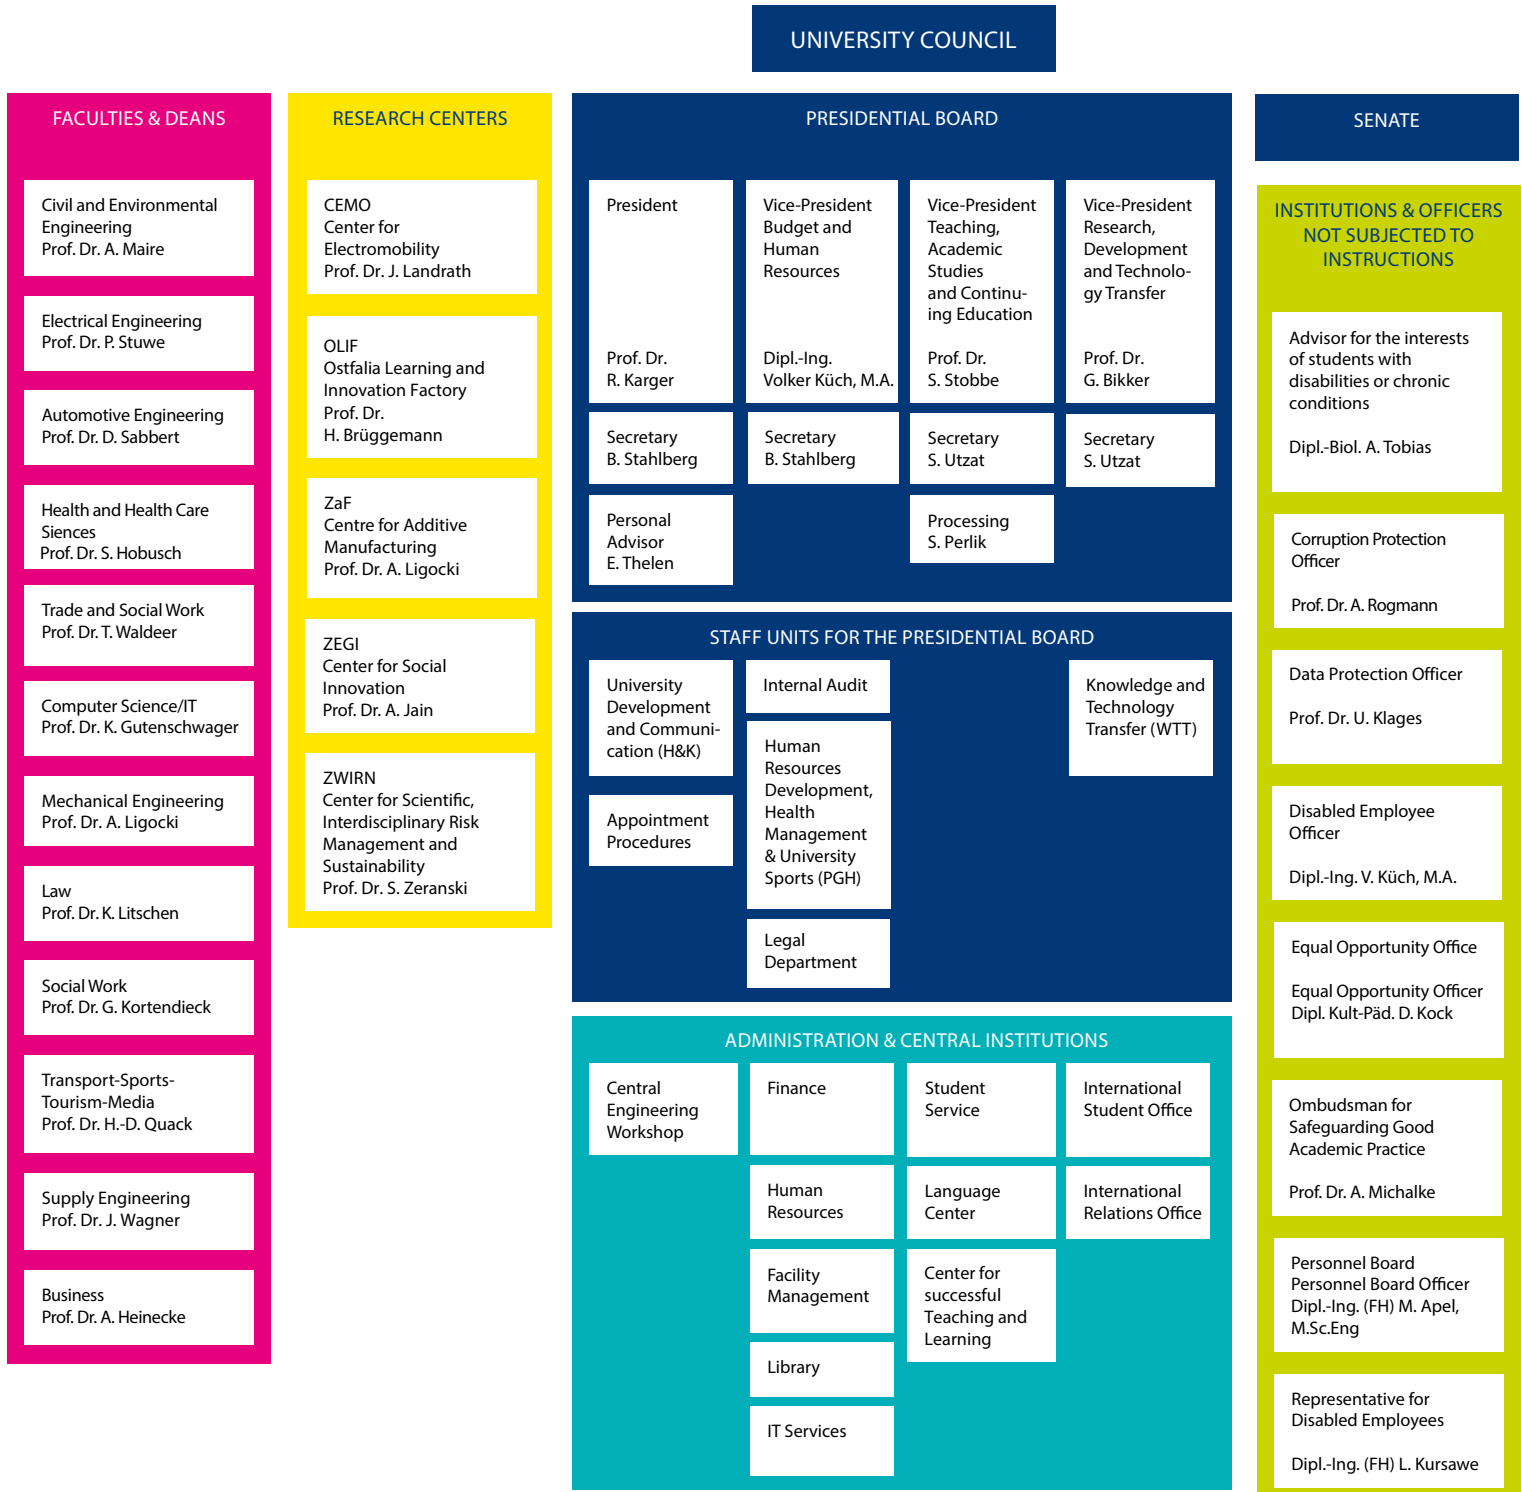 UNIVERSITY COUNCIL
FACULTIES & DEANS
Civil and Environmental
Engineering
Prof. Dr. A. Maire
Electrical Engineering
Prof. Dr. P. Stuwe
Automotive Engineering
Prof. Dr. D. Sabbert
Health and Health Care
Siences
Prof. Dr. S. Hobusch
Trade and Social Work
Prof. Dr. T. Waldeer
Computer Science/IT
Prof. Dr. K. Gutenschwager
Mechanical Engineering
Prof. Dr. A. Ligocki
Law
Prof. Dr. K. Litschen
Social Work
Prof. Dr. G. Kortendieck
Transport-Sports-
Tourism-Media
Prof. Dr. H.-D. Quack
Supply Engineering
Prof. Dr. J. Wagner
Business
Prof. Dr. A. Heinecke
RESEARCH CENTERS
CEMO
Center for
Electromobility
Prof. Dr. J. Landrath
OLIF
Ostfalia Learning and
Innovation Factory
Prof. Dr.
H. Brüggemann
ZaF
Centre for Additive
Manufacturing
Prof. Dr. A. Ligocki
ZEGI
Center for Social
Innovation
Prof. Dr. A. Jain
ZWIRN
Center for Scientific,
Interdisciplinary Risk
Management and
Sustainability
Prof. Dr. S. Zeranski
PRESIDENTIAL BOARD
President
Prof. Dr.
R. Karger
Secretary
B. Stahlberg
Personal
Advisor
E. Thelen
Vice-President
Budget and
Human
Resources
Dipl.-Ing.
Volker Küch, M.A.
Secretary
B. Stahlberg
Vice-President
Teaching,
Academic
Studies
and Continu-
ing Education
Prof. Dr.
S. Stobbe
Secretary
S. Utzat
Processing
S. Perlik
Vice-President
Research,
Development
and Technolo-
gy Transfer
Prof. Dr.
G. Bikker
Secretary
S. Utzat
STAFF UNITS FOR THE PRESIDENTIAL BOARD
University
Development
and Communi-
cation (H&K)
Appointment
Procedures
Internal Audit
Human
Resources
Development,
Health
Management
& University
Sports (PGH)
Legal
Department
Knowledge and
Technology
Transfer (WTT)
ADMINISTRATION & CENTRAL INSTITUTIONS
Central
Engineering
Workshop
Finance
Human
Resources
Facility
Management
Library
IT Services
Student
Service
Language
Center
Center for
successful
Teaching and
Learning
International
Student Office
International
Relations Office
SENATE
INSTITUTIONS & OFFICERS
NOT SUBJECTED TO
INSTRUCTIONS
Advisor for the interests
of students with
disabilities or chronic
conditions
Dipl.-Biol. A. Tobias
Corruption Protection
Officer
Prof. Dr. A. Rogmann
Data Protection Officer
Prof. Dr. U. Klages
Disabled Employee
Officer
Dipl.-Ing. V. Küch, M.A.
Equal Opportunity Office
Equal Opportunity Officer
Dipl. Kult-Päd. D. Kock
Ombudsman for
Safeguarding Good
Academic Practice
Prof. Dr. A. Michalke
Personnel Board
Personnel Board Officer
Dipl.-Ing. (FH) M. Apel,
M.Sc.Eng
Representative for
Disabled Employees
Dipl.-Ing. (FH) L. Kursawe